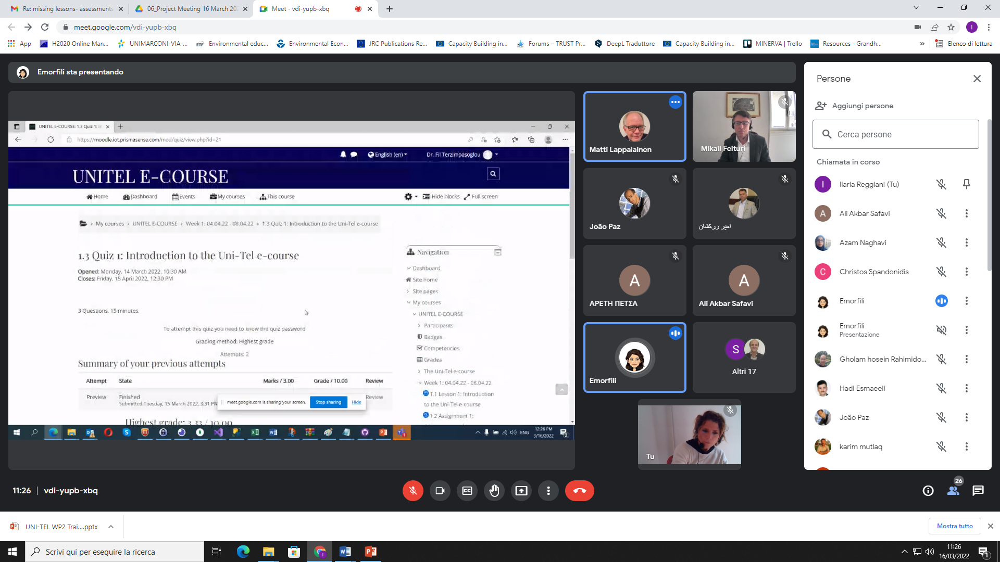 Re: missing lessons- assessments
06_Project Meeting 16 March 202
Meet - vdi-yupb-xbq
meet.google.com/vdi-yupb-xbq
App
H2020 Online Man...
UNIMARCONI-VIA-...
ETF Environmental educ...
Environmental Econ...
JRC Publications Re...
Capacity Building in...
Forums – TRUST Pr...
DeepL Traduttore
Capacity Building in...
MINERVA | Trello
Resources - Grandh...
»
Elenco di lettura
Emorfili sta presentando
UNITEL E-COURSE: 1.3 Quiz 1: In
https://moodle.iot.prismasense.com/mod/quiz/view.php?id=21
English (en)
Dr. Fil Terzimpasoglou
UNITEL E-COURSE
Home
Dashboard
Events
My courses
This course
Hide blocks
Full screen
My courses > UNITEL E-COURSE > Week 1: 04.04.22 - 08.04.22 > 1.3 Quiz 1: Introduction to the Uni-Tel e-course
1.3 Quiz 1: Introduction to the Uni-Tel e-course
Opened: Monday, 14 March 2022, 10:30 AM
Closes: Friday, 15 April 2022, 12:30 PM
3 Questions. 15 minutes.
To attempt this quiz you need to know the quiz password
Grading method: Highest grade
Attempts: 2
Summary of your previous attempts
Attempt State Marks / 3.00 Grade / 10.00 Review
Preview Finished Review
Submitted Tuesday, 15 March 2022, 3:31 PM
Highest grade: 3.33 / 10.00
meet.google.com is sharing your screen.
Stop sharing
Hide
Navigation
Dashboard
Site home
Site pages
My courses
UNITEL E-COURSE
Participants
Badges
Competencies
Grades
The Uni-Tel e-course
Week 1: 04.04.22 - 08.04.22
1.1 Lesson 1: Introduction
to the Uni-Tel e-course
1.2 Assignment 1:
ENG
12:26 PM
3/16/2022
2
Matti Lappalainen
Mikail Feituri
João Paz
امیر زرکشان
A
ΑΡΕΤΗ ΠΕΤΣΑ
A
Ali Akbar Safavi
Emorfili
S
Altri 17
Tu
Persone
Aggiungi persone
Cerca persone
Chiamata in corso
I
Ilaria Reggiani (Tu)
A
Ali Akbar Safavi
Azam Naghavi
C
Christos Spandonidis
Emorfili
Emorfili
Presentazione
Gholam hosein Rahimido...
Hadi Esmaeeli
João Paz
karim mutlaq
11:26 | vdi-yupb-xbq
26
UNI-TEL WP2 Trai....pptx
Mostra tutto
Scrivi qui per eseguire la ricerca
11:26
16/03/2022
1